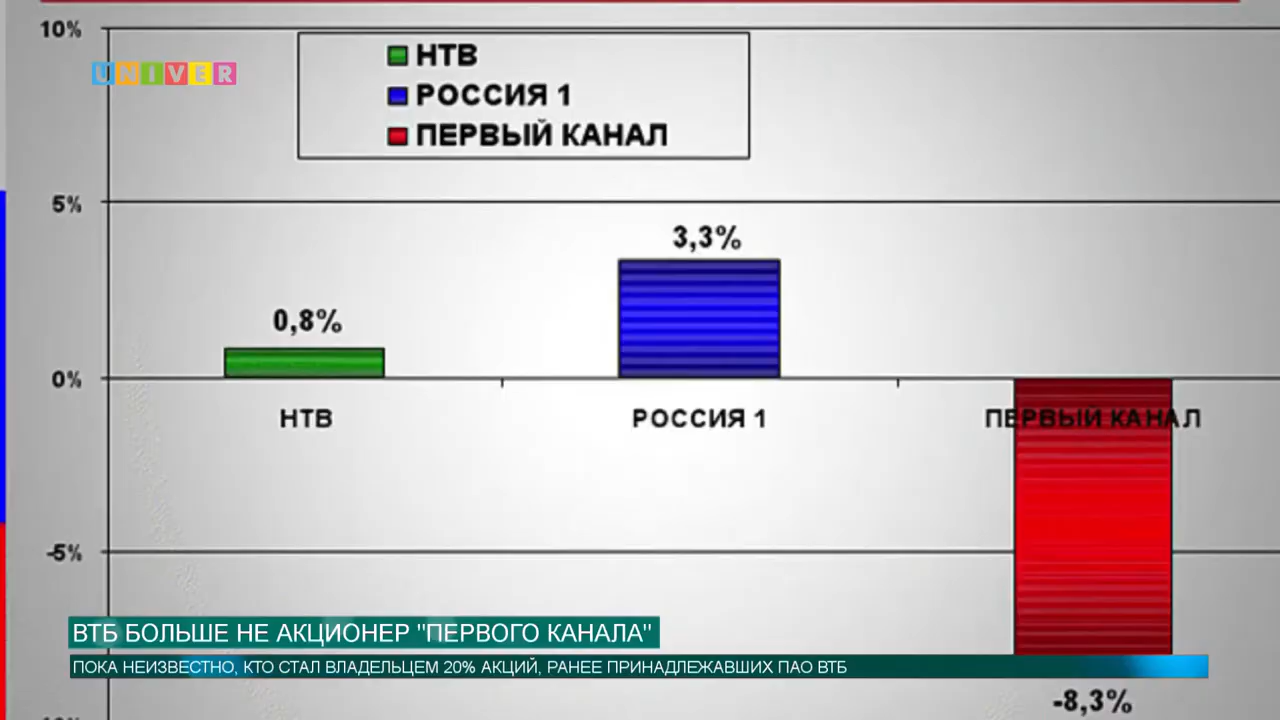 10%
UNIVER
НТВ
РОССИЯ 1
ПЕРВЫЙ КАНАЛ
5%
3,3%
0,8%
0%
НТВ
РОССИЯ 1
ПЕРВЫЙ КАНАЛ
-5%
ВТБ БОЛЬШЕ НЕ АКЦИОНЕР "ПЕРВОГО КАНАЛА"
ПОКА НЕИЗВЕСТНО, КТО СТАЛ ВЛАДЕЛЬЦЕМ 20% АКЦИЙ, РАНЕЕ ПРИНАДЛЕЖАВШИХ ПАО ВТБ
-8,3%